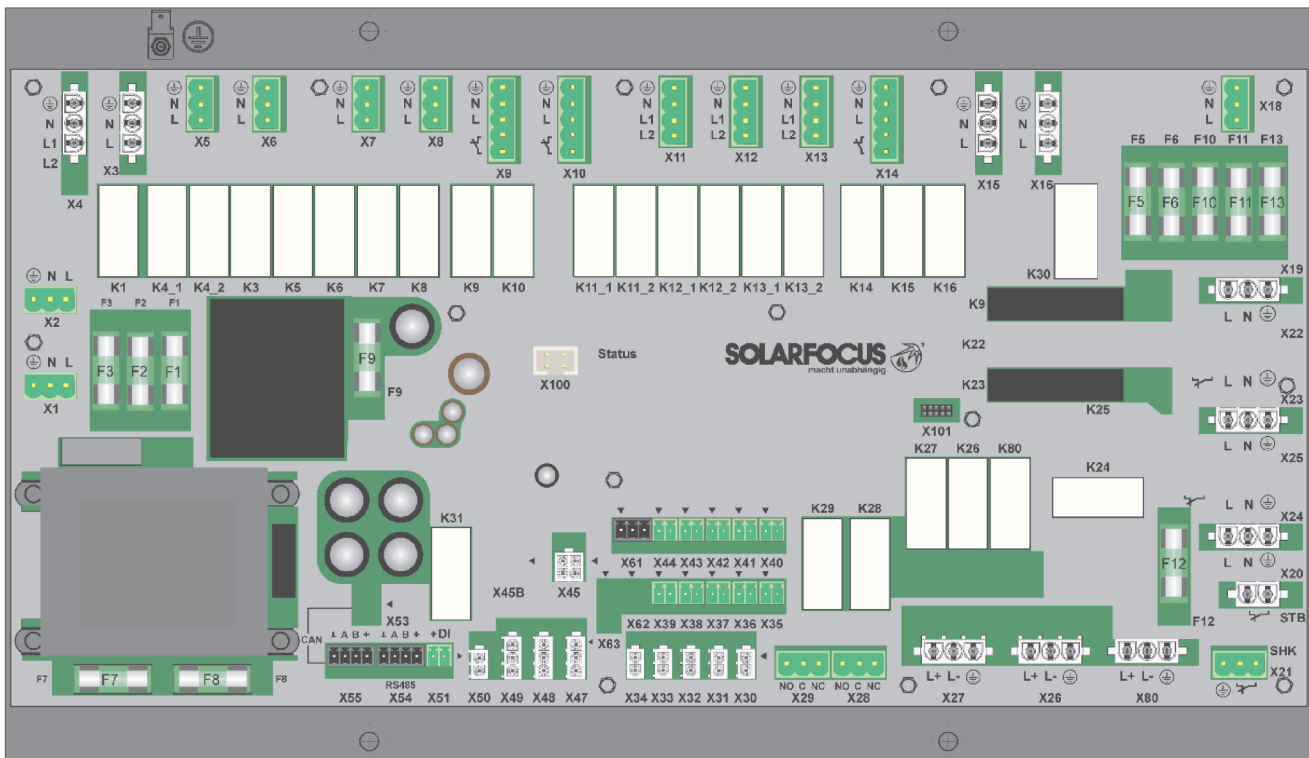 N
L1
L2
X4
N
L
X3
N
L
X5
N
L
X6
N
L
X7
N
L
X8
N
L
X9
N
L
X10
N
L1
L2
X11
N
L1
L2
X12
N
L1
L2
X13
N
L
X14
N
L
X15
N
L
X16
N
L
X18
F5 F6 F10 F11 F13
F5 F6 F10 F11 F13
K1 K4_1 K4_2 K3 K5 K6 K7 K8 K9 K10 K11_1 K11_2 K12_1 K12_2 K13_1 K13_2 K14 K15 K16
K30
X19
L N
X22
N L
X2
F3 F2 F1
F3 F2 F1
N L
X1
F9
F9
X100
Status
SOLARFOCUS
macht unabhängig
K9
K22
K23
K25
X101
L N
X23
L N
X25
K27 K26 K80
K24
K31
K29 K28
L N
X24
L N
X20
STB
F12
F12
X61 X44 X43 X42 X41 X40
X45B X45
X62 X39 X38 X37 X36 X35
X63
X53
CAN
⊥ A B + ⊥ A B + +DI
RS485
X55 X54 X51
X50 X49 X48 X47
X34 X33 X32 X31 X30
NO C NC NO C NC
X29 X28
L+ L-
X27
L+ L-
X26
L+ L-
X80
SHK
X21
F7 F7 F8 F8